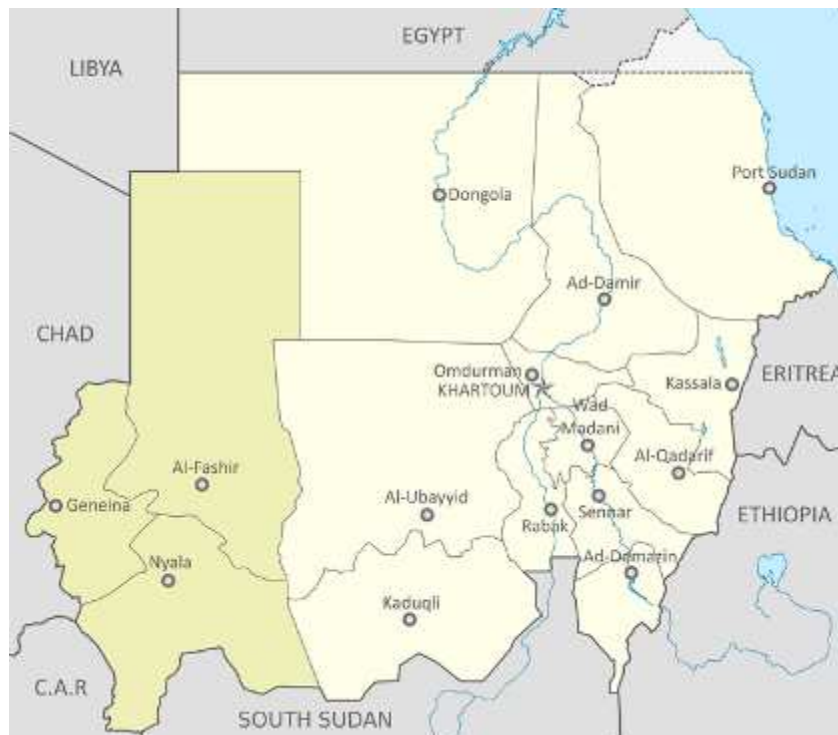 EGYPT
LIBYA
Port Sudan
Dongola
Ad-Damir
CHAD
Omdurman
KHARTOUM
Kassala
ERITREA
Wad
Madani
Al-Fashir
Al-Qadarif
Geneina
Al-Ubayyid
Rabak
Sennar
ETHIOPIA
Nyala
Ad-Damazin
Kaduqli
C.A.R
SOUTH SUDAN